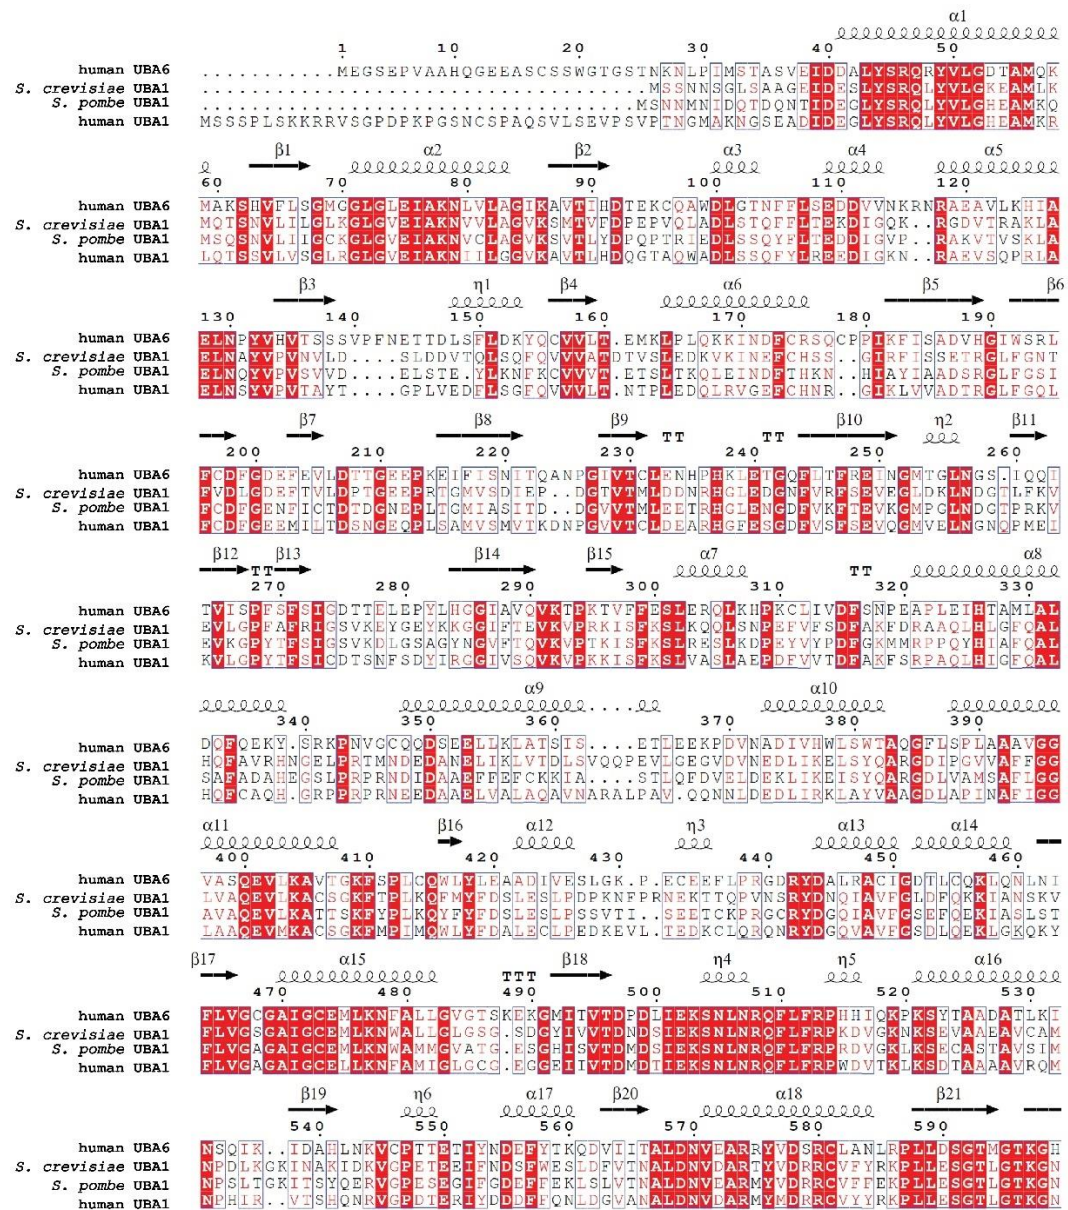 α1
1 10 20 30 40 50
human UBA6 ...........MEGSEPVAAHQGEEASCSSWGTGSTNKNLPIMSTASVEIDDALYSRQRYVLGDTAMQK
S. crevisiae UBA1 ....................................MSSNNSGLSAAGEIDESLYSRQLYVLGKEAMLK
S. pombe UBA1 ...................................MSNNMNIDQTDQNTIDEGLYSRQLYVLGHEAMKQ
human UBA1 MSSSPLSKKRRVSGPDPKPGSNCSPAQSVLSEVPSVPTNGMAKNGSEADIDEGLYSRQLYVLGHEAMKR
β1 α2 β2 α3 α4 α5
60 70 80 90 100 110 120
human UBA6 MAKSHVFLSGMGGLGLEIAKNLVLAGIKAVTIHDTEKCQAWDLGTNFFLSEDDVVNKRNRAEAVLKHIA
S. crevisiae UBA1 MQTSNVLILGLKGLGVEIAKNVVLAGVKSMTVFDPEPVQLADLSTQFFLTEKDIGQK..RGDVTRAKLA
S. pombe UBA1 MSQSNVLIIGCKGLGVEIAKNVCLAGVKSVTLYDPQPTRIEDLSSQYFLTEDDIGVP..RAKVTVSKLA
human UBA1 LQTSSVLVSGLRGLGVEIAKNIILGGVKAVTLHDQGTAQWADLSSQFYLREEDIGKN..RAEVSQPRLA
β3 η1 β4 α6 β5 β6
130 140 150 160 170 180 190
human UBA6 ELNPYVHVTSSSVPFNETTDLSFLDKYQCVVLT.EMKLPLQKKINDFCRSQCPPIKFISADVHGIWSRL
S. crevisiae UBA1 ELNAYVPVNVLD....SLDDVTQLSQFQVVVATDTVSLEDKVKINEFCHSS..GIRFISSETRGLFGNT
S. pombe UBA1 ELNQYVPVSVVD....ELSTE.YLKNFKCVVVT.ETSLTKQLEINDFTHKN..HIAYIAADSRGLFGSI
human UBA1 ELNSYVPVTAYT....GPLVEDFLSGFQVVVLTNTPLEDQLRVGEFCHNR..GIKLVVADTRGLFGQL
β7 β8 β9 TT TT β10 η2 β11
200 210 220 230 240 250 260
human UBA6 FCDFGDEFEVLDTTGEEPKEIFISNITQANPGIVTCLENHPHKLETGQFLTFREINGMTGLNGS.IQQI
S. crevisiae UBA1 FVDLGDEFTVLDPTGEEPRTGMVSDIEP..DGTVTMLDDNRHGLEDGNFVRFSEVEGLDKLNDGTLFKV
S. pombe UBA1 FGDFGENFICTDTDGNEPLTGMIASITD..DGVVTMLEETRHGLENGDFVKFTEVKGMPGLNDGTPRKV
human UBA1 FCDFGEEMILTDSNGEQPLSAMVSMVTKDNPGVVTCLDEARHGFESGDFVSFSEVQGMVELNGNQPMEI
β12 TT β13 β14 β15 α7 TT α8
270 280 290 300 310 320 330
human UBA6 TVISPFSFSIGDTTELEPYLHGGIAVQVKTPKTVFFESLERQLKHPKCLIVDFSNPEAPLEIHTAMLAL
S. crevisiae UBA1 EVLGPFAFRIGSVKEYGEYKKGGIFTEVKVPRKISFKSLKQQLSNPEFVFSDFAKFDRAAQLHLGFQAL
S. pombe UBA1 EVKGPYTFSIGSVKDLGSAGYNGVFTQVKVPTKISFKSLRESLKDPEYVYPDFGKMMRPPQYHIAFQAL
human UBA1 KVLGPYTFSICDTSNFSDYIRGGIVSQVKVPKKISFKSLVASLAEPDFVVTDFAKFSRPAQLHIGFQAL
α9 α10
340 350 360 370 380 390
human UBA6 DQFQEKY.SRKPNVGCQQDSEELLKLATSIS....ETLEEKPDVNADIVHWLSWTAQGFLSPLAAAVGG
S. crevisiae UBA1 HQFAVRHNGELPRTMNDEDANELIKLVTDLSVQQPEVLGEGVDVNEDLIKELSYQARGDIPGVVAFFGG
S. pombe UBA1 SAFADAHEGSLPRPRNDIDAAEFFEFCKKIA....STLQFDVELDEKLIKEISYQARGDLVAMSAFLGG
human UBA1 HQFCAQH.GRPPRPRNEEDAAELVALAQAVNARALPAV.QQNNLDEDLIRKLAYVAAGDLAPINAFIGG
α11 β16 α12 η3 α13 α14
400 410 420 430 440 450 460
human UBA6 VASQEVLKAVTGKFSPLCQWLYLEAADIVESLGK.P.ECEEFLPRGDRYDALRACIGDTLCQKLQNLNI
S. crevisiae UBA1 LVAQEVLKACSGKFTPLKQFMYFDSLESLPDPKNFPRNEKTTQPVNSRYDNQIAVFGLDFQKKIANSKV
S. pombe UBA1 AVAQEVLKATTSKFYPLKQYFYFDSLESLPSSVTI.SEETCKPRGCRYDGQIAVFGSEFQEKIASLST
human UBA1 LAAQEVMKACSGKFMPIMQWLYFDALECLPEDKEVL.TEDKCLQRQNRYDGQVAVFGSDLQEKLGKQKY
β17 α15 TTT β18 η4 η5 α16
470 480 490 500 510 520 530
human UBA6 FLVGCGAIGCEMLKNFALLGVGTSKEKGMITVTDPDLIEKSNLNRQFLFRPHHIQKPKSYTAADATLKI
S. crevisiae UBA1 FLVGSGAIGCEMLKNWALLGLGSG.SDGYIVVTDNDSIEKSNLNRQFLFRPKDVGKNKSEVAAEAVCAM
S. pombe UBA1 FLVGAGAIGCEMLKNWAMMGVATG.ESGHISVTDMDSIEKSNLNRQFLFRPRDVGKLKSECASTAVSIM
human UBA1 FLVGAGAIGCELLKNFAMIGLGCG.EGGEIIVTDMDTIEKSNLNRQFLFRPWDVTKLKSDTAAAAVRQM
β19 η6 α17 β20 α18 β21
540 550 560 570 580 590
human UBA6 NSQIK..IDAHLNKVCPTTETIYNDEFYTKQDVIITALDNVEARRYVDSRCLANLRPLLDSGTMGTKGH
S. crevisiae UBA1 NPDLKGKINAKIDKVGPETEEIFNDSFWESLDFVTNALDNVDARTYVDRRCVFYRKPLLESGTLGTKGN
S. pombe UBA1 NPSLTGKITSYQERVGPESEGIFGDEFFEKLSLVTNALDNVEARMYVDRRCVFFEKPLLESGTLGTKGN
human UBA1 NPHIR.VTSHQNRVGPDTERIYDDDFFQNLDGVANALDNVDARMYMDRRCVYYRKPLLESGTLGTKGN